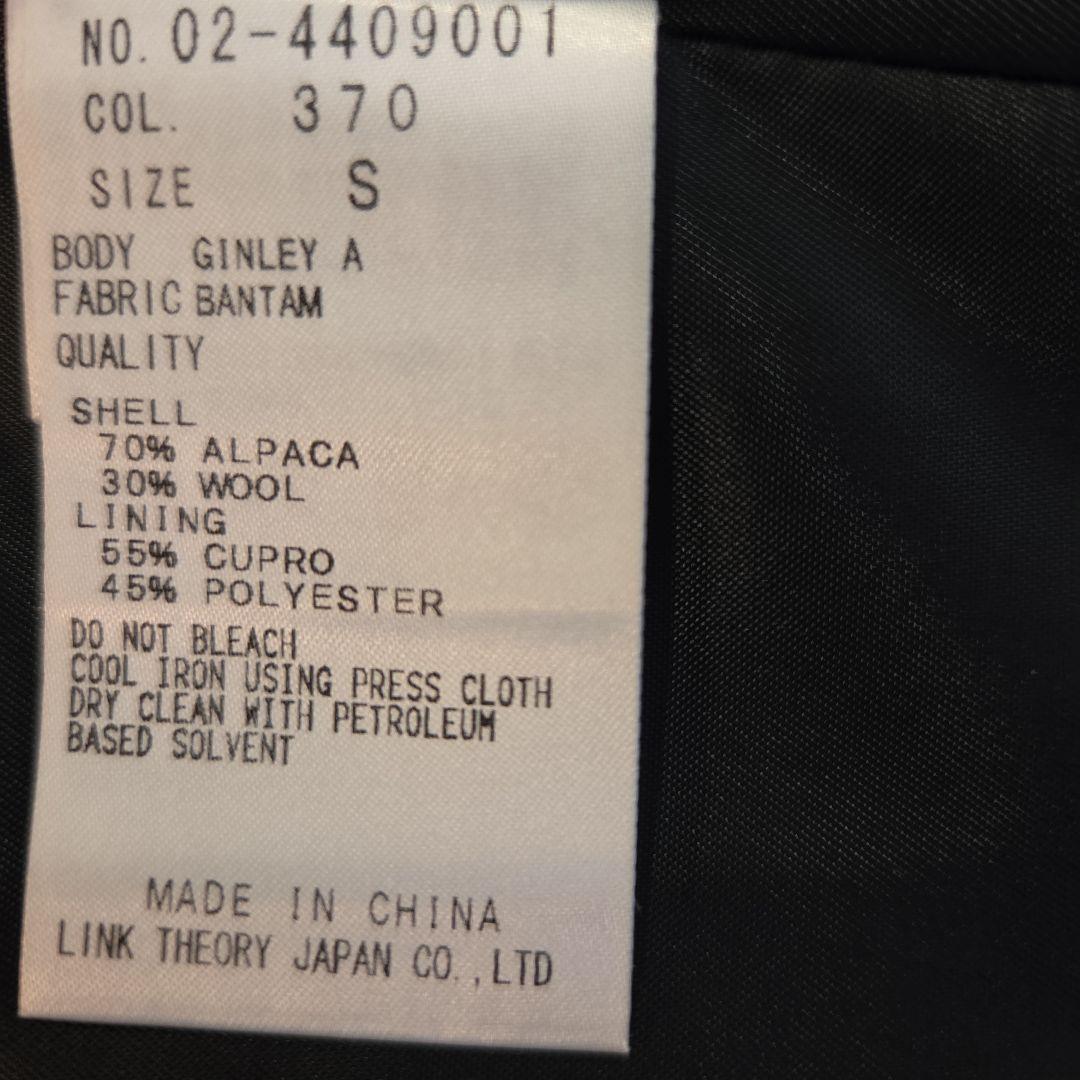 NO. 02-4409001
COL. 370
SIZE S
BODY GINLEY A
FABRIC BANTAM
QUALITY
SHELL
70% ALPACA
30% WOOL
LINING
55% CUPRO
45% POLYESTER
DO NOT BLEACH
COOL IRON USING PRESS CLOTH
DRY CLEAN WITH PETROLEUM
BASED SOLVENT
MADE IN CHINA
LINK THEORY JAPAN CO.,LTD